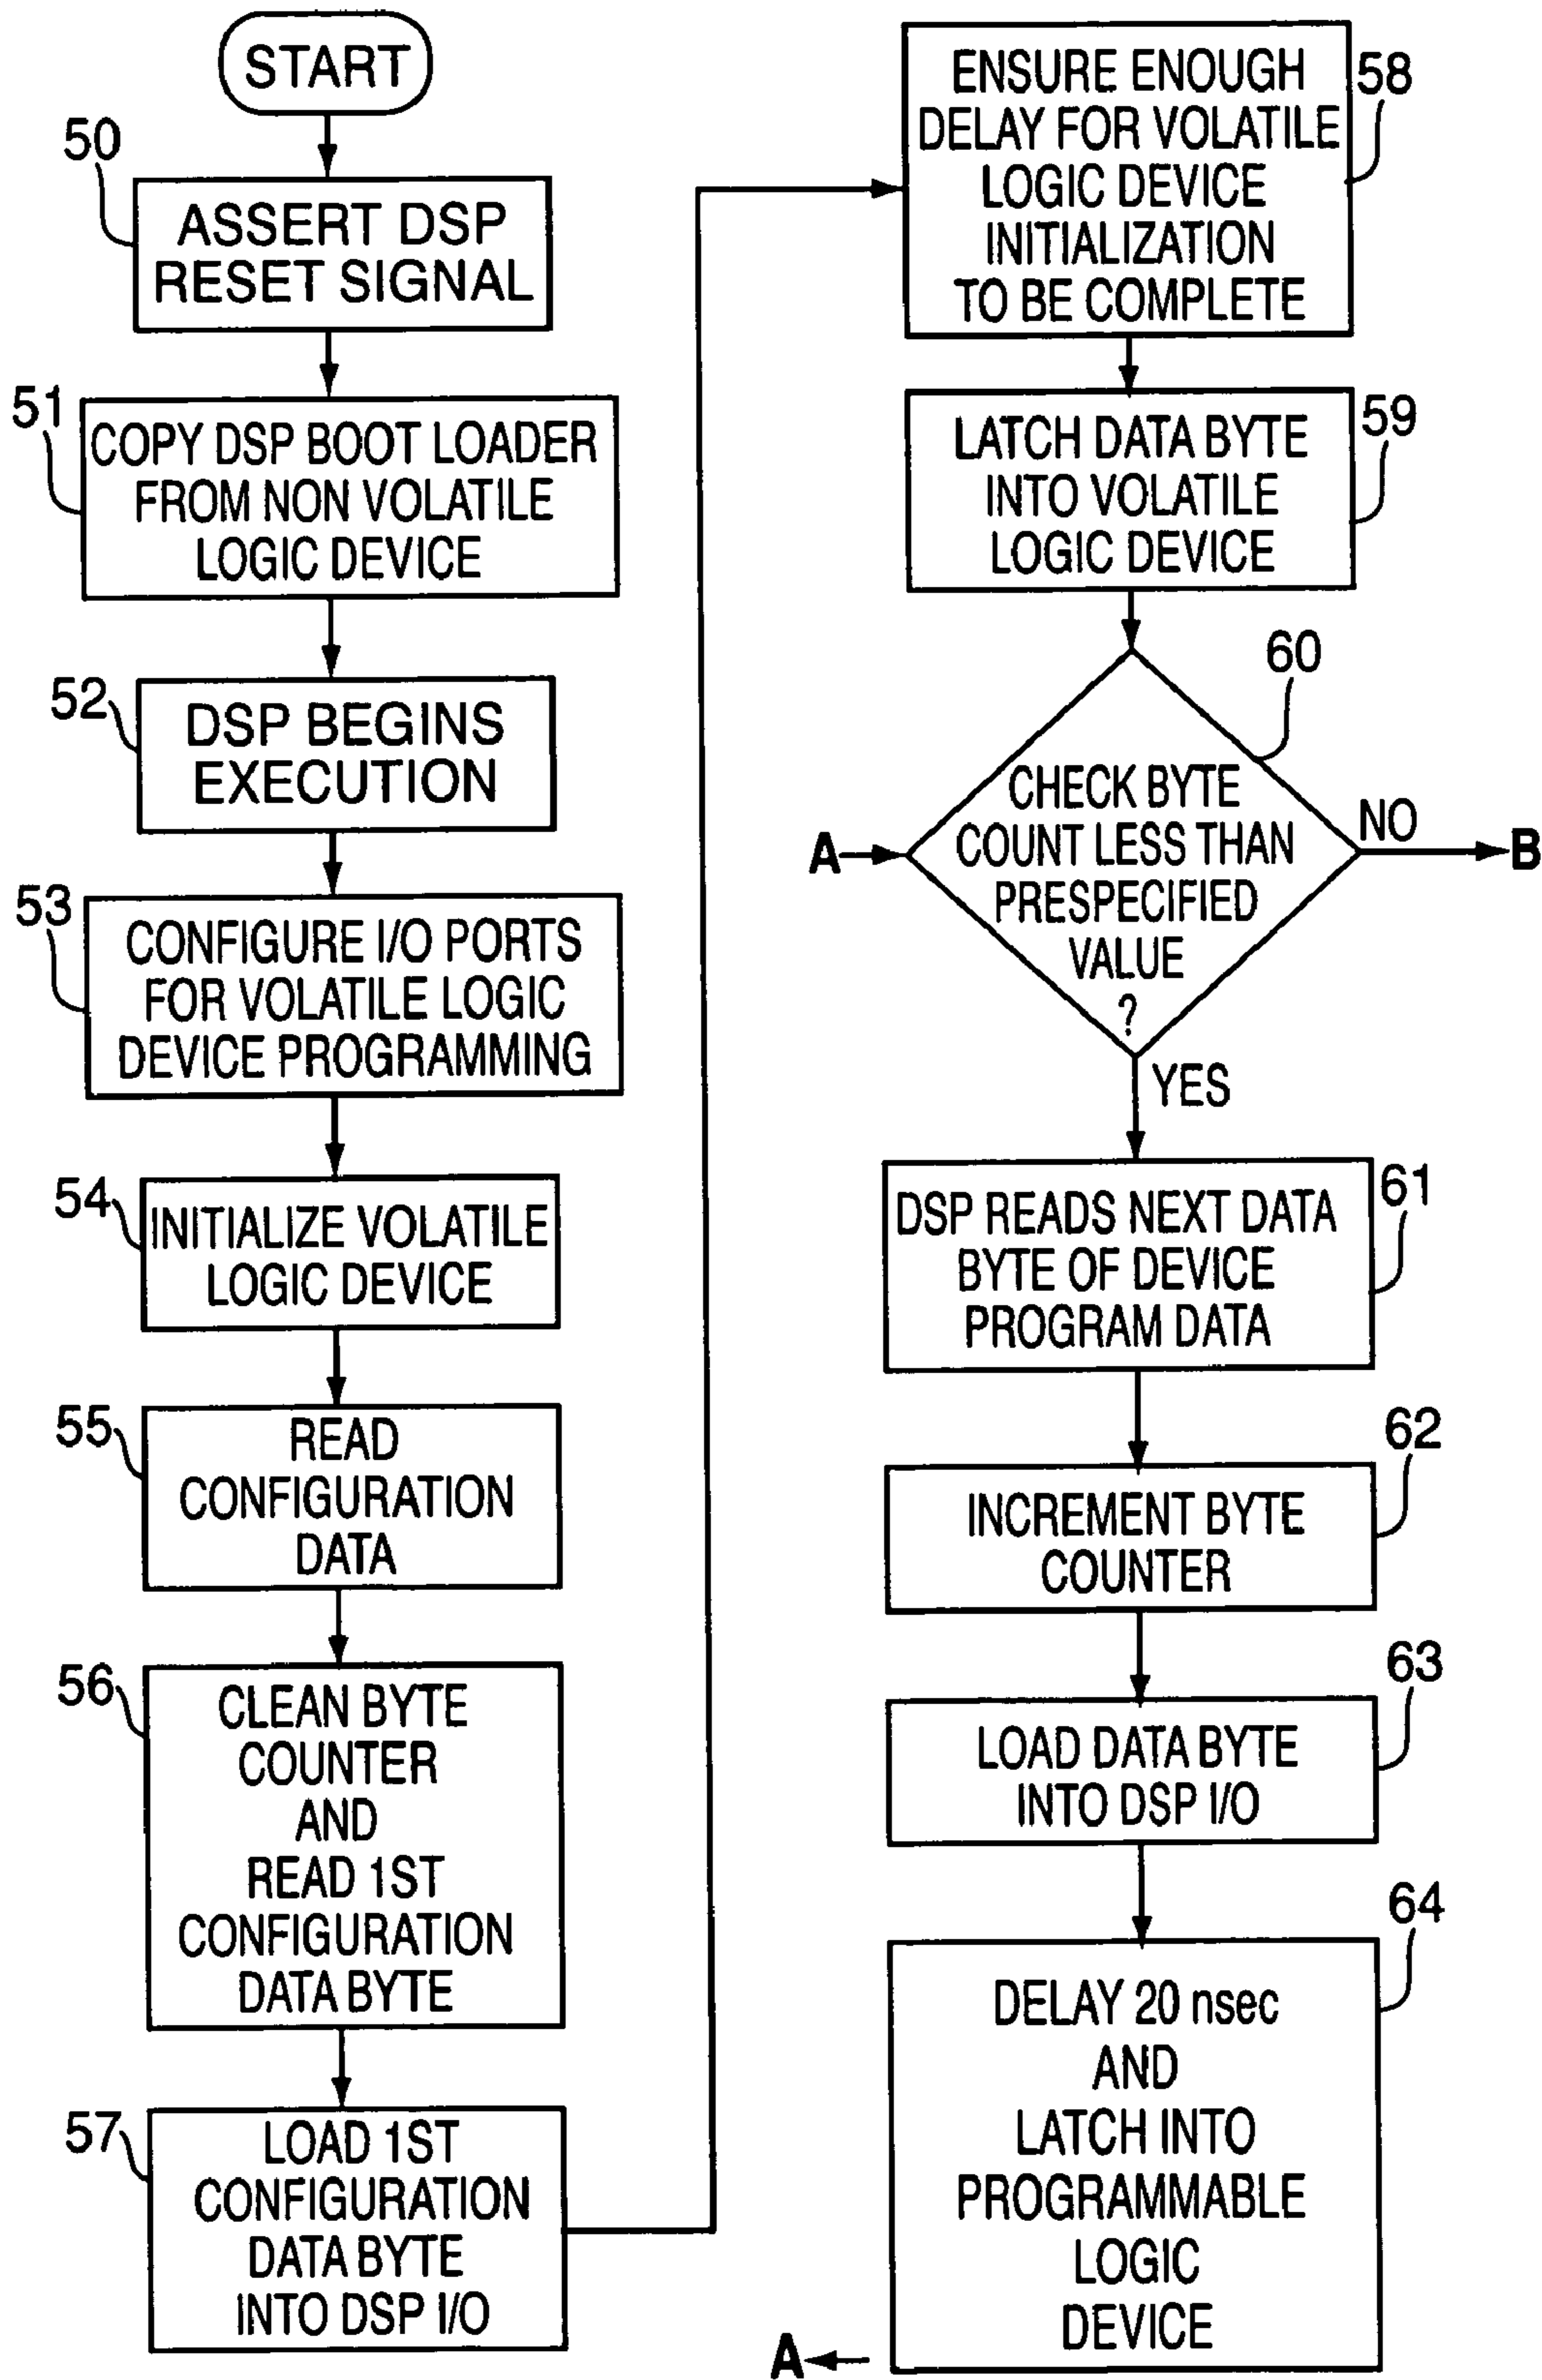 START
50
ASSERT DSP
RESET SIGNAL
51
COPY DSP BOOT LOADER
FROM NON VOLATILE
LOGIC DEVICE
52
DSP BEGINS
EXECUTION
53
CONFIGURE I/O PORTS
FOR VOLATILE LOGIC
DEVICE PROGRAMMING
54
INITIALIZE VOLATILE
LOGIC DEVICE
55
READ
CONFIGURATION
DATA
56
CLEAN BYTE
COUNTER
AND
READ 1ST
CONFIGURATION
DATA BYTE
57
LOAD 1ST
CONFIGURATION
DATA BYTE
INTO DSP I/O
58
ENSURE ENOUGH
DELAY FOR VOLATILE
LOGIC DEVICE
INITIALIZATION
TO BE COMPLETE
59
LATCH DATA BYTE
INTO VOLATILE
LOGIC DEVICE
60
A
CHECK BYTE
COUNT LESS THAN
PRESPECIFIED
VALUE
?
NO
B
YES
61
DSP READS NEXT DATA
BYTE OF DEVICE
PROGRAM DATA
62
INCREMENT BYTE
COUNTER
63
LOAD DATA BYTE
INTO DSP I/O
64
DELAY 20 nsec
AND
LATCH INTO
PROGRAMMABLE
LOGIC
DEVICE
A